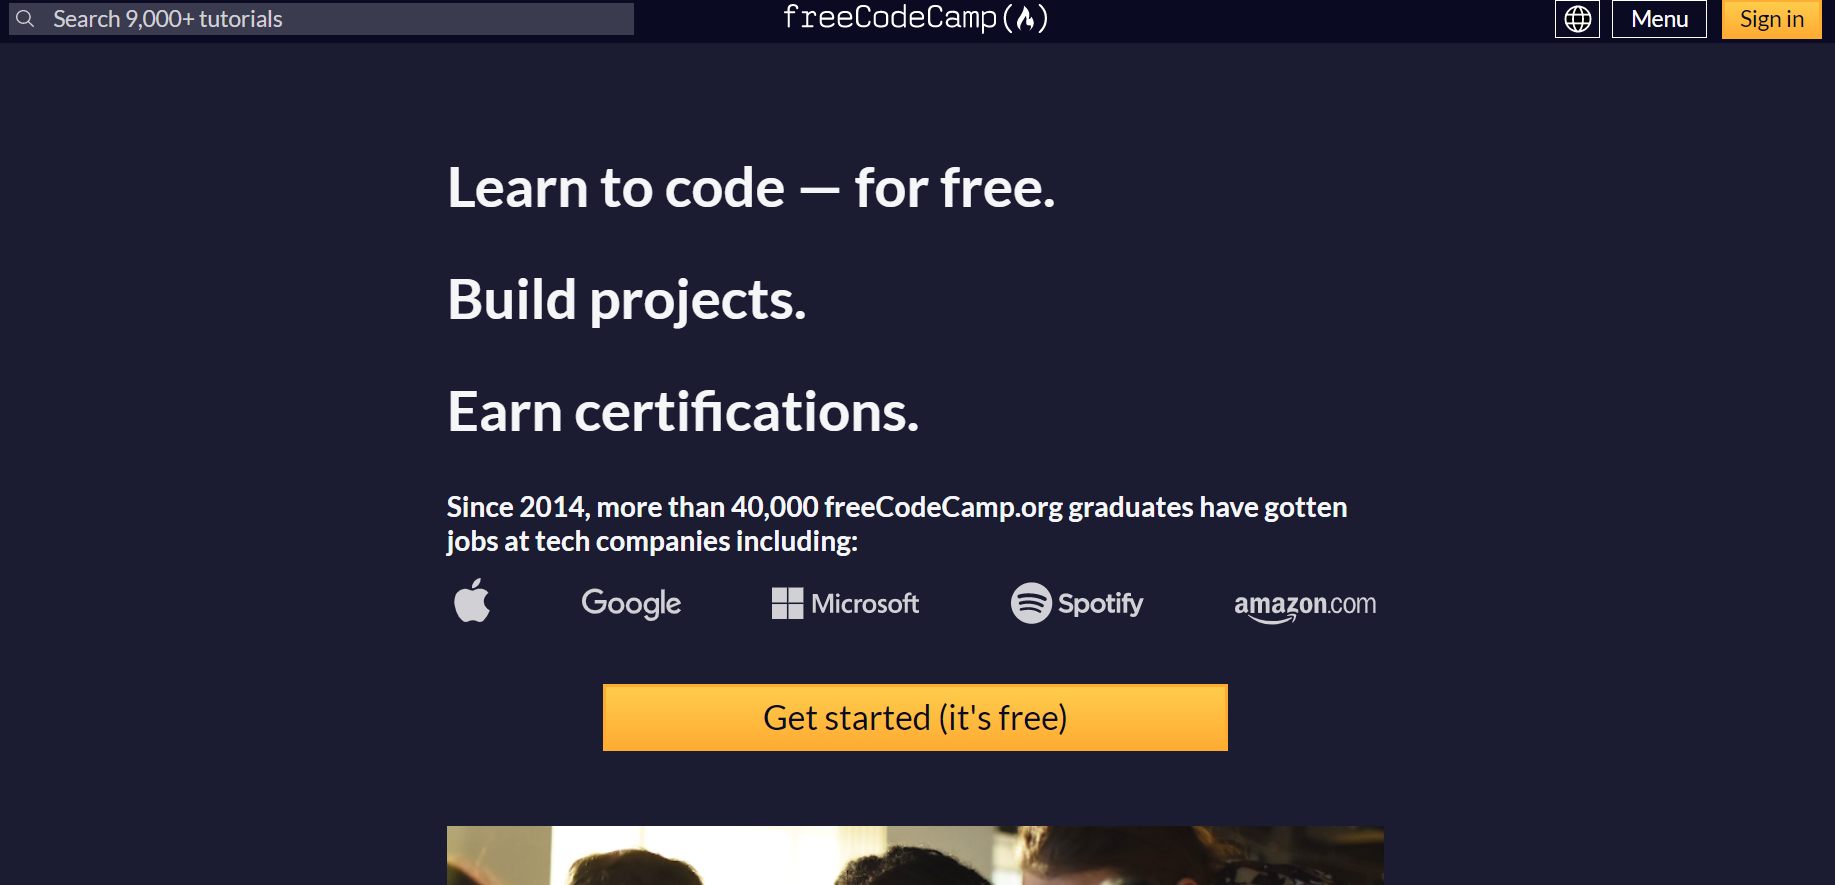 Search 9,000+ tutorials
freeCodeCamp(🔥)
Menu
Sign in
Learn to code — for free.
Build projects.
Earn certifications.
Since 2014, more than 40,000 freeCodeCamp.org graduates have gotten
jobs at tech companies including:
Google
Microsoft
Spotify
amazon.com
Get started (it's free)